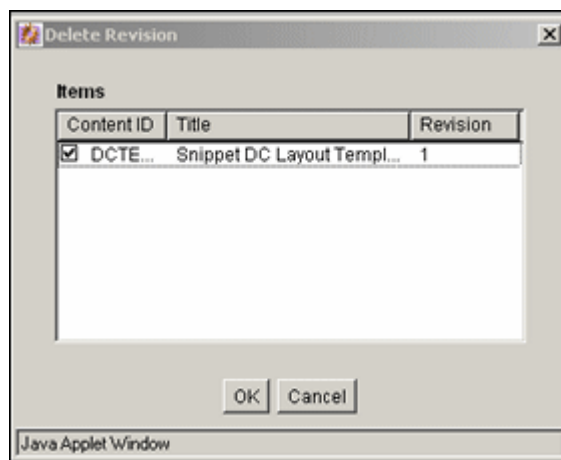 Delete Revision
Items
Content ID Title Revision
DCTE... Snippet DC Layout Templ... 1
OK Cancel
Java Applet Window